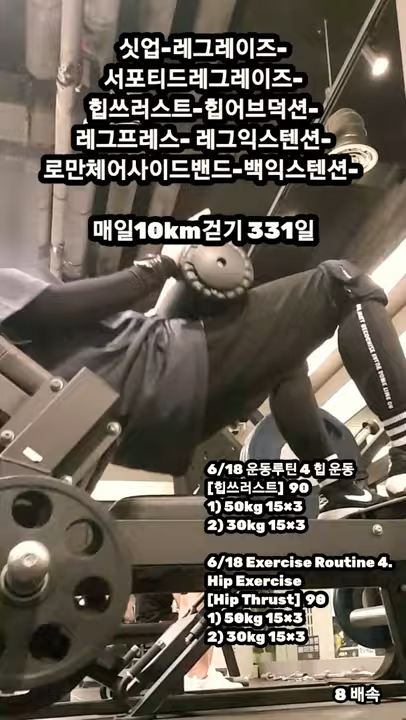 싯업-레그레이즈-
서포티드레그레이즈-
힙쓰러스트-힙어브덕션-
레그프레스- 레그익스텐션-
로만체어사이드밴드-백익스텐션-
매일10km걷기 331일
6/18 운동루틴 4 힙 운동
[힙쓰러스트] 90
1) 50kg 15×3
2) 30kg 15×3
6/18 Exercise Routine 4.
Hip Exercise
[Hip Thrust] 90
1) 50kg 15×3
2) 30kg 15×3
8 배속